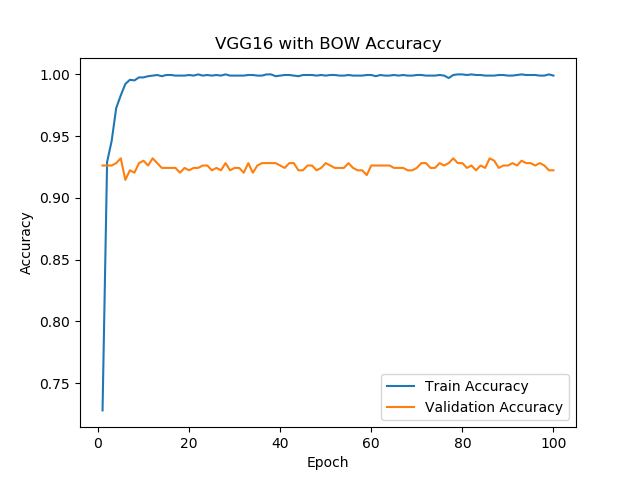 VGG16 with BOW Accuracy
1.00
0.95
0.90
0.85
0.80
0.75
Accuracy
Train Accuracy
Validation Accuracy
0 20 40 60 80 100
Epoch